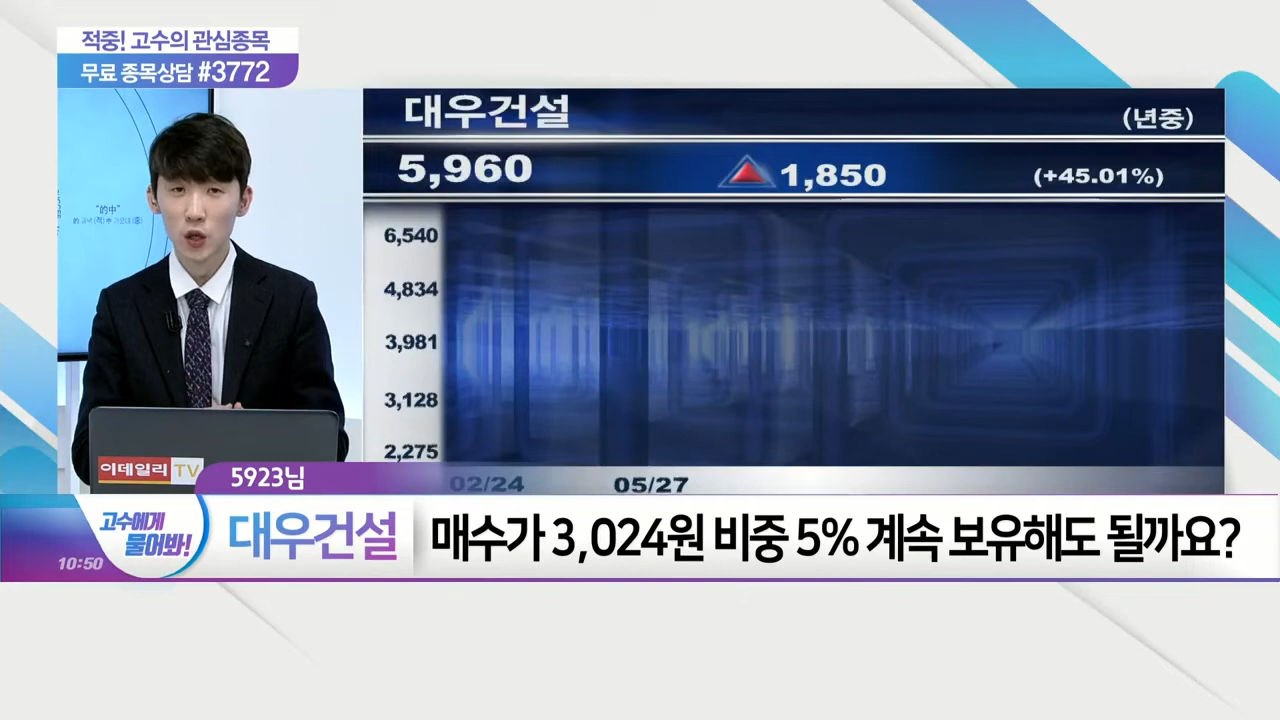 적중! 고수의 관심종목
무료 종목상담 #3772
"的中"
대우건설
(년중)
5,960
1,850
(+45.01%)
6,540
4,834
3,981
3,128
2,275
02/24
05/27
이데일리 TV
5923님
고수에게
물어봐!
10:50
대우건설
매수가 3,024원 비중 5% 계속 보유해도 될까요?